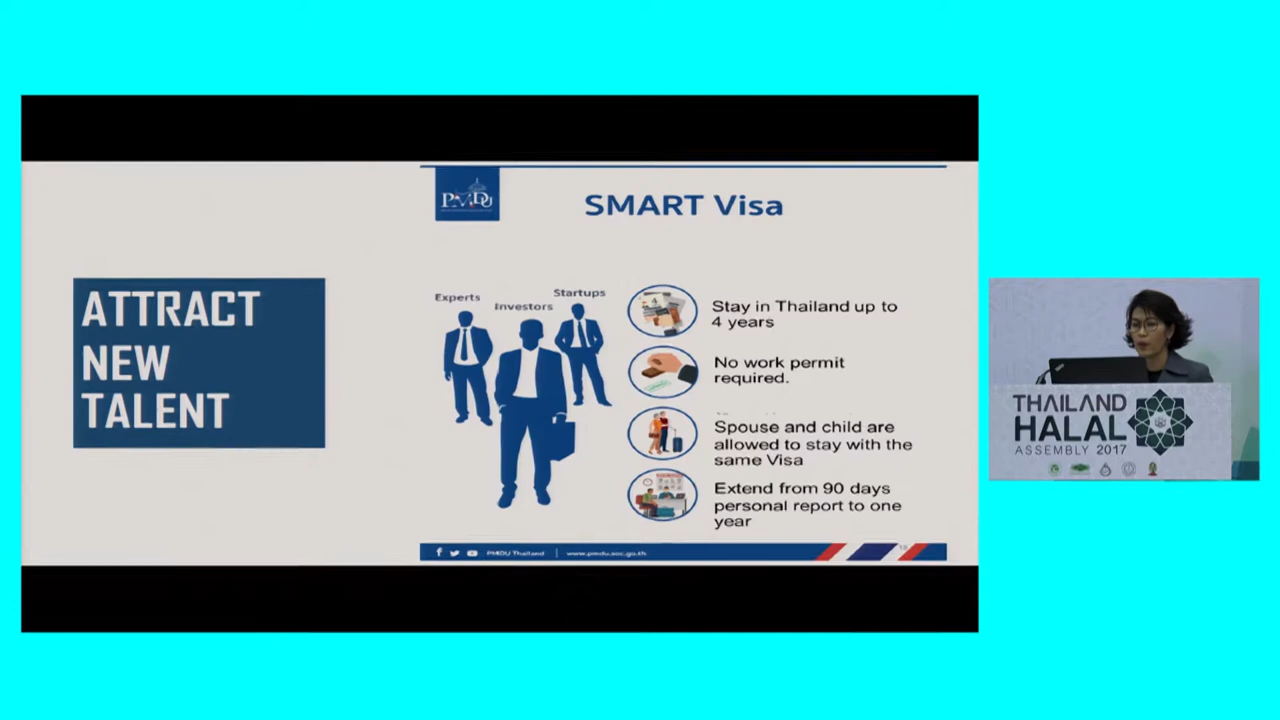 ATTRACT
NEW
TALENT
PMDU
SMART Visa
Experts
Investors
Startups
Stay in Thailand up to
4 years
No work permit
required.
Spouse and child are
allowed to stay with the
same Visa
Extend from 90 days
personal report to one
year
PMDU Thailand
www.pmdu.soc.go.th
18
THAILAND
HALAL
ASSEMBLY 2017